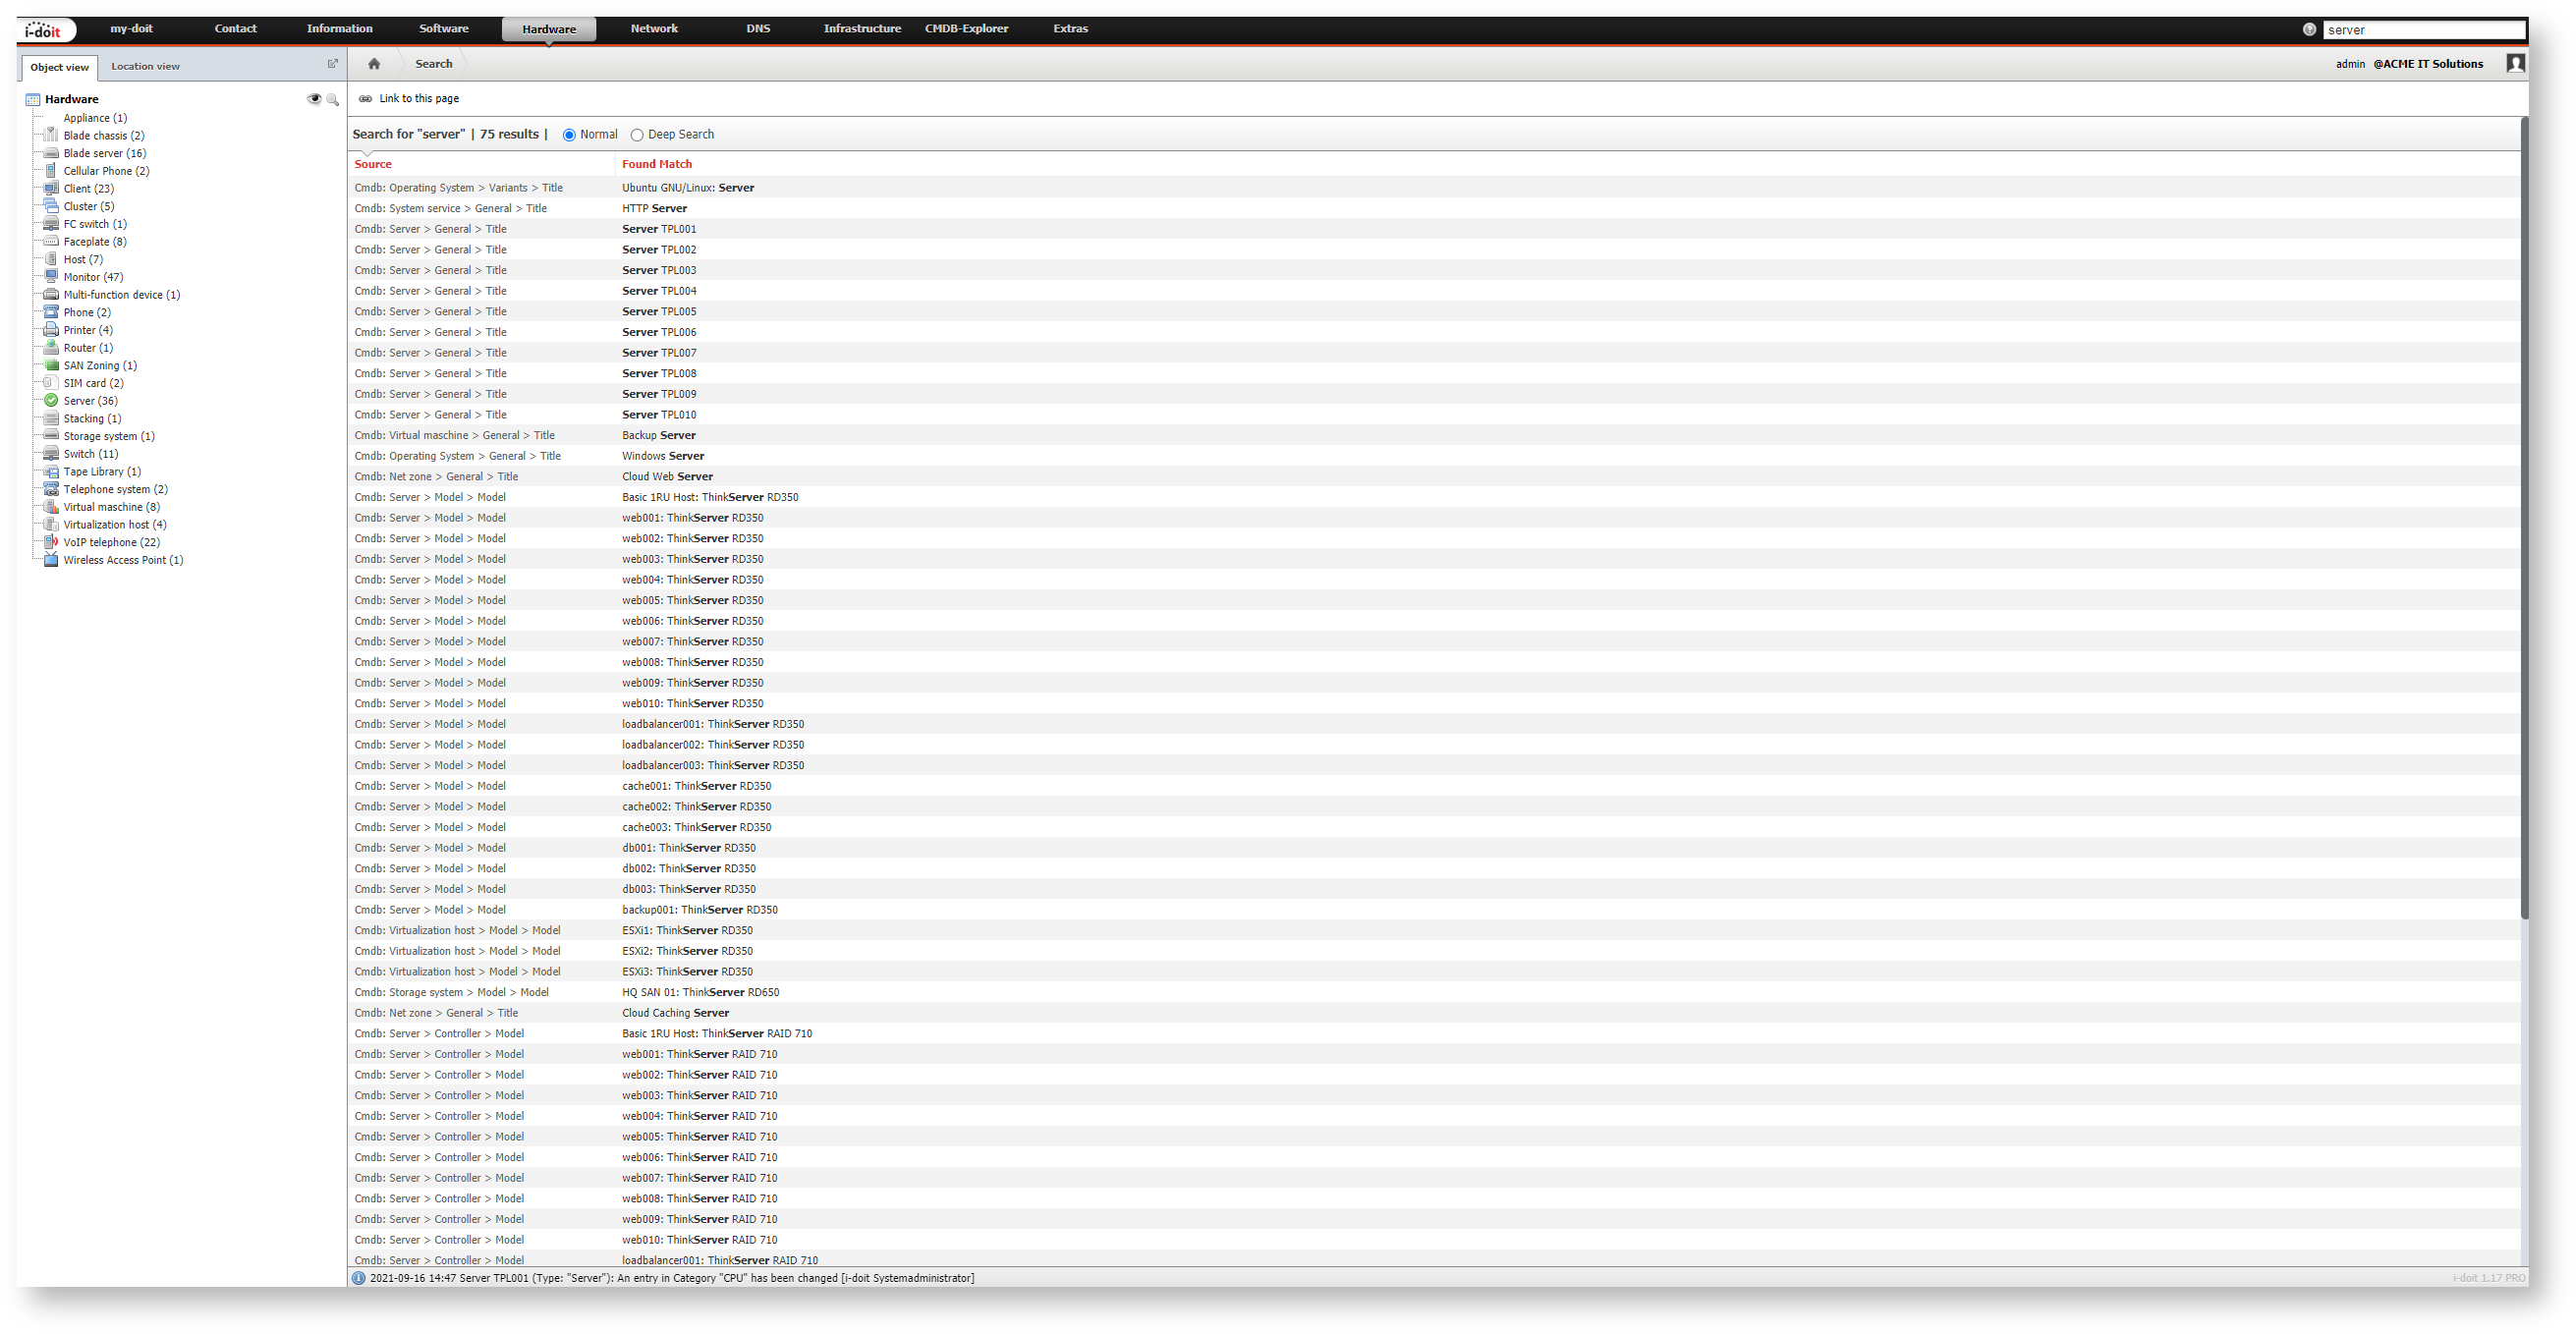 i-doit my-doit Contact Information Software Hardware Network DNS Infrastructure CMDB-Explorer Extras server
Object view Location view Search admin @ACME IT Solutions
Hardware
Appliance (1)
Blade chassis (2)
Blade server (16)
Cellular Phone (2)
Client (23)
Cluster (5)
FC switch (1)
Faceplate (8)
Host (7)
Monitor (47)
Multi-function device (1)
Phone (2)
Printer (4)
Router (1)
SAN Zoning (1)
SIM card (2)
Server (36)
Stacking (1)
Storage system (1)
Switch (11)
Tape Library (1)
Telephone system (2)
Virtual maschine (8)
Virtualization host (4)
VoIP telephone (22)
Wireless Access Point (1)
Link to this page
Search for "server" | 75 results | Normal Deep Search
Source Found Match
Cmdb: Operating System > Variants > Title Ubuntu GNU/Linux: Server
Cmdb: System service > General > Title HTTP Server
Cmdb: Server > General > Title Server TPL001
Cmdb: Server > General > Title Server TPL002
Cmdb: Server > General > Title Server TPL003
Cmdb: Server > General > Title Server TPL004
Cmdb: Server > General > Title Server TPL005
Cmdb: Server > General > Title Server TPL006
Cmdb: Server > General > Title Server TPL007
Cmdb: Server > General > Title Server TPL008
Cmdb: Server > General > Title Server TPL009
Cmdb: Server > General > Title Server TPL010
Cmdb: Virtual maschine > General > Title Backup Server
Cmdb: Operating System > General > Title Windows Server
Cmdb: Net zone > General > Title Cloud Web Server
Cmdb: Server > Model > Model Basic 1RU Host: ThinkServer RD350
Cmdb: Server > Model > Model web001: ThinkServer RD350
Cmdb: Server > Model > Model web002: ThinkServer RD350
Cmdb: Server > Model > Model web003: ThinkServer RD350
Cmdb: Server > Model > Model web004: ThinkServer RD350
Cmdb: Server > Model > Model web005: ThinkServer RD350
Cmdb: Server > Model > Model web006: ThinkServer RD350
Cmdb: Server > Model > Model web007: ThinkServer RD350
Cmdb: Server > Model > Model web008: ThinkServer RD350
Cmdb: Server > Model > Model web009: ThinkServer RD350
Cmdb: Server > Model > Model web010: ThinkServer RD350
Cmdb: Server > Model > Model loadbalancer001: ThinkServer RD350
Cmdb: Server > Model > Model loadbalancer002: ThinkServer RD350
Cmdb: Server > Model > Model loadbalancer003: ThinkServer RD350
Cmdb: Server > Model > Model cache001: ThinkServer RD350
Cmdb: Server > Model > Model cache002: ThinkServer RD350
Cmdb: Server > Model > Model cache003: ThinkServer RD350
Cmdb: Server > Model > Model db001: ThinkServer RD350
Cmdb: Server > Model > Model db002: ThinkServer RD350
Cmdb: Server > Model > Model db003: ThinkServer RD350
Cmdb: Server > Model > Model backup001: ThinkServer RD350
Cmdb: Virtualization host > Model > Model ESXi1: ThinkServer RD350
Cmdb: Virtualization host > Model > Model ESXi2: ThinkServer RD350
Cmdb: Virtualization host > Model > Model ESXi3: ThinkServer RD350
Cmdb: Storage system > Model > Model HQ SAN 01: ThinkServer RD650
Cmdb: Net zone > General > Title Cloud Caching Server
Cmdb: Server > Controller > Model Basic 1RU Host: ThinkServer RAID 710
Cmdb: Server > Controller > Model web001: ThinkServer RAID 710
Cmdb: Server > Controller > Model web002: ThinkServer RAID 710
Cmdb: Server > Controller > Model web003: ThinkServer RAID 710
Cmdb: Server > Controller > Model web004: ThinkServer RAID 710
Cmdb: Server > Controller > Model web005: ThinkServer RAID 710
Cmdb: Server > Controller > Model web006: ThinkServer RAID 710
Cmdb: Server > Controller > Model web007: ThinkServer RAID 710
Cmdb: Server > Controller > Model web008: ThinkServer RAID 710
Cmdb: Server > Controller > Model web009: ThinkServer RAID 710
Cmdb: Server > Controller > Model web010: ThinkServer RAID 710
Cmdb: Server > Controller > Model loadbalancer001: ThinkServer RAID 710
2021-09-16 14:47 Server TPL001 (Type: "Server"): An entry in Category "CPU" has been changed [i-doit Systemadministrator] i-doit 1.17 PRO